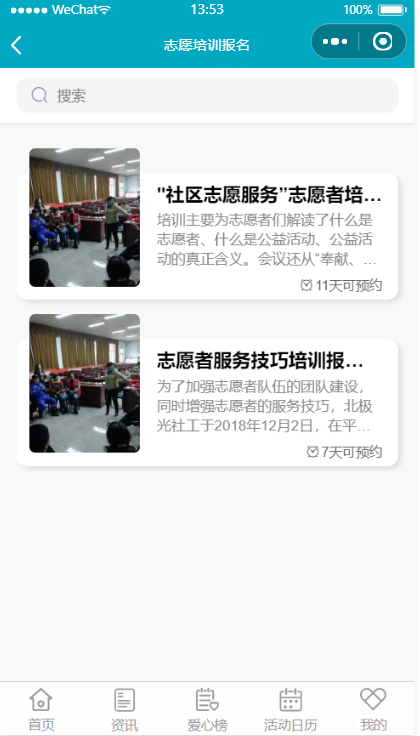 WeChat 13:53 100%
志愿培训报名
搜索
"社区志愿服务”志愿者培...
培训主要为志愿者们解读了什么是
志愿者、什么是公益活动、公益活
动的真正含义。会议还从“奉献、...
11天可预约
志愿者服务技巧培训报...
为了加强志愿者队伍的团队建设，
同时增强志愿者的服务技巧，北极
光社工于2018年12月2日，在平...
7天可预约
首页 资讯 爱心榜 活动日历 我的